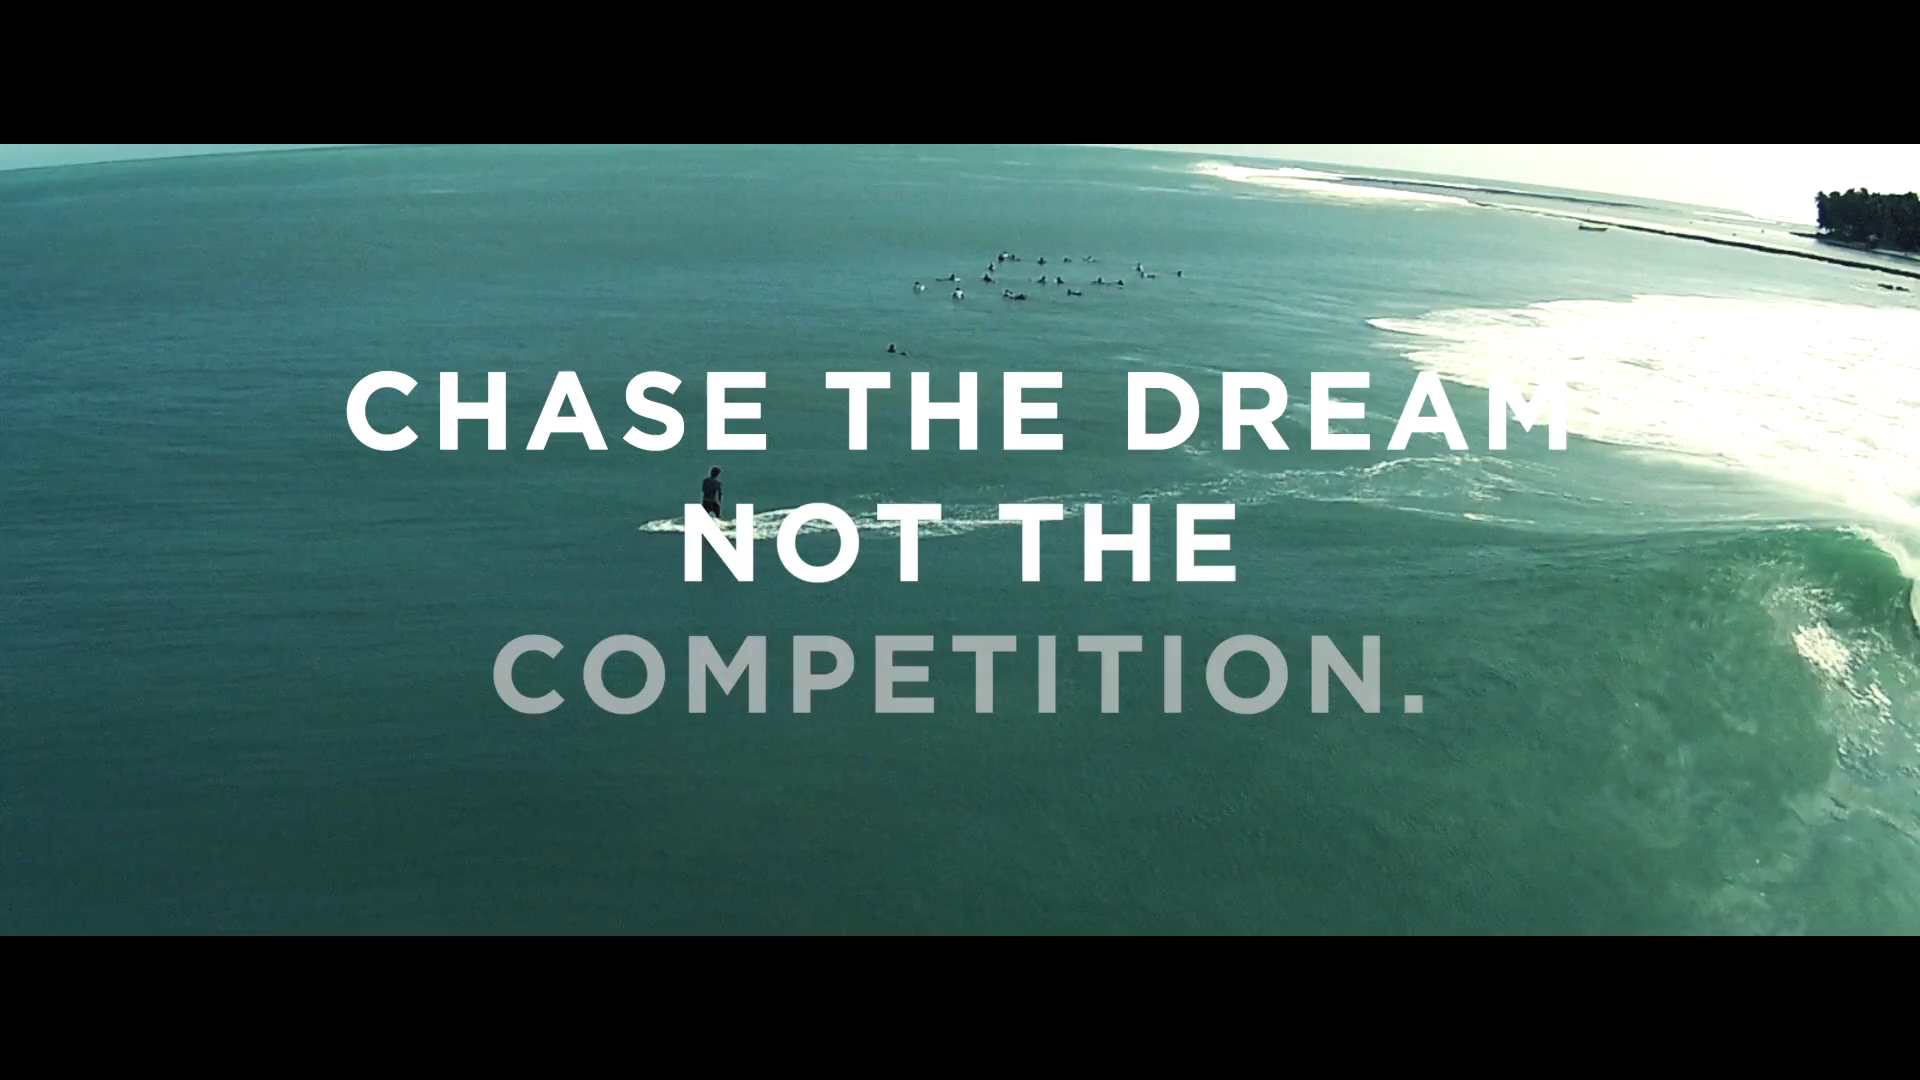 CHASE THE DREAM
NOT THE
COMPETITION.